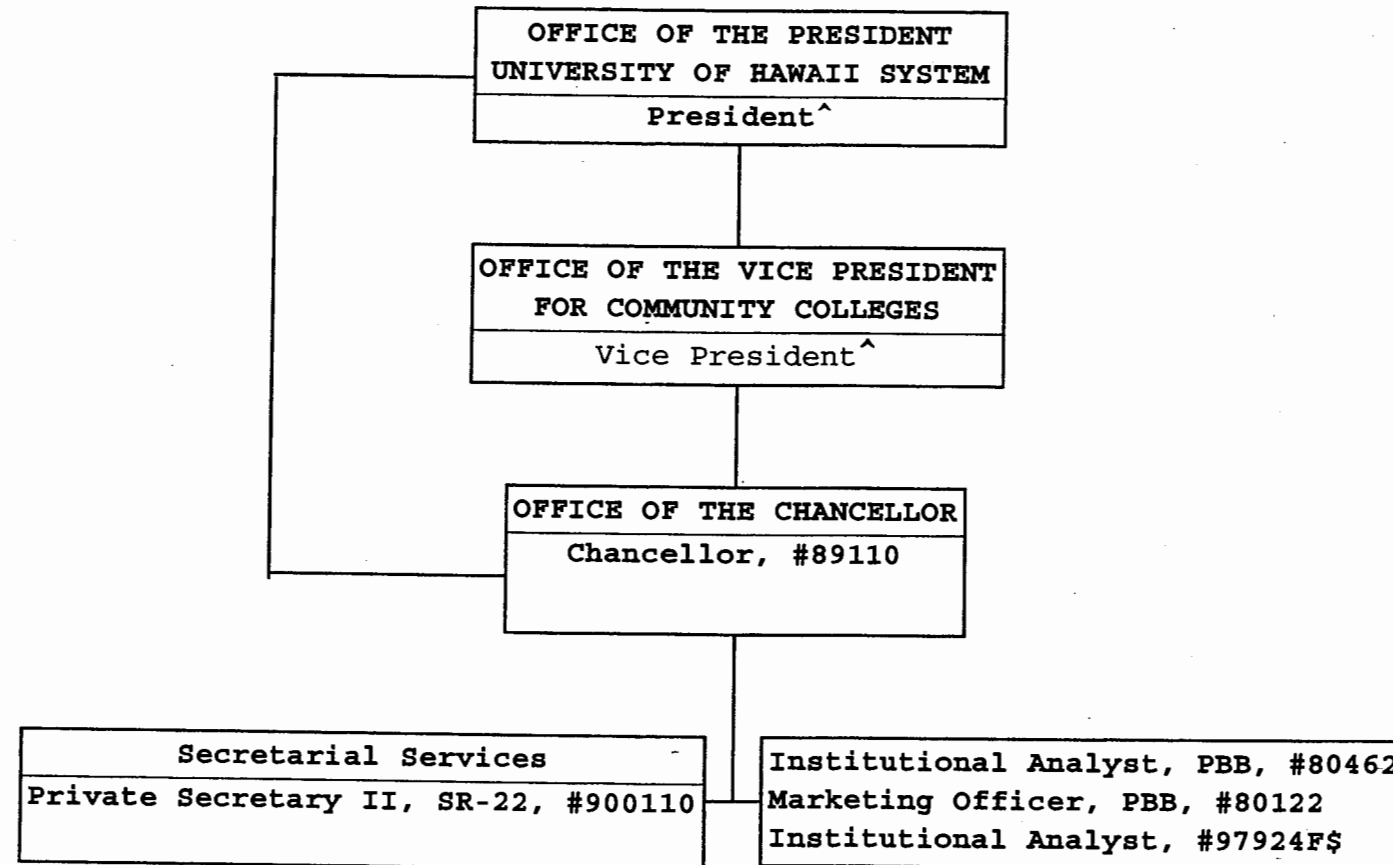 OFFICE OF THE PRESIDENT
UNIVERSITY OF HAWAII SYSTEM
President^
OFFICE OF THE VICE PRESIDENT
FOR COMMUNITY COLLEGES
Vice President^
OFFICE OF THE CHANCELLOR
Chancellor, #89110
Secretarial Services
Private Secretary II, SR-22, #900110
Institutional Analyst, PBB, #80462
Marketing Officer, PBB, #80122
Institutional Analyst, #97924F$